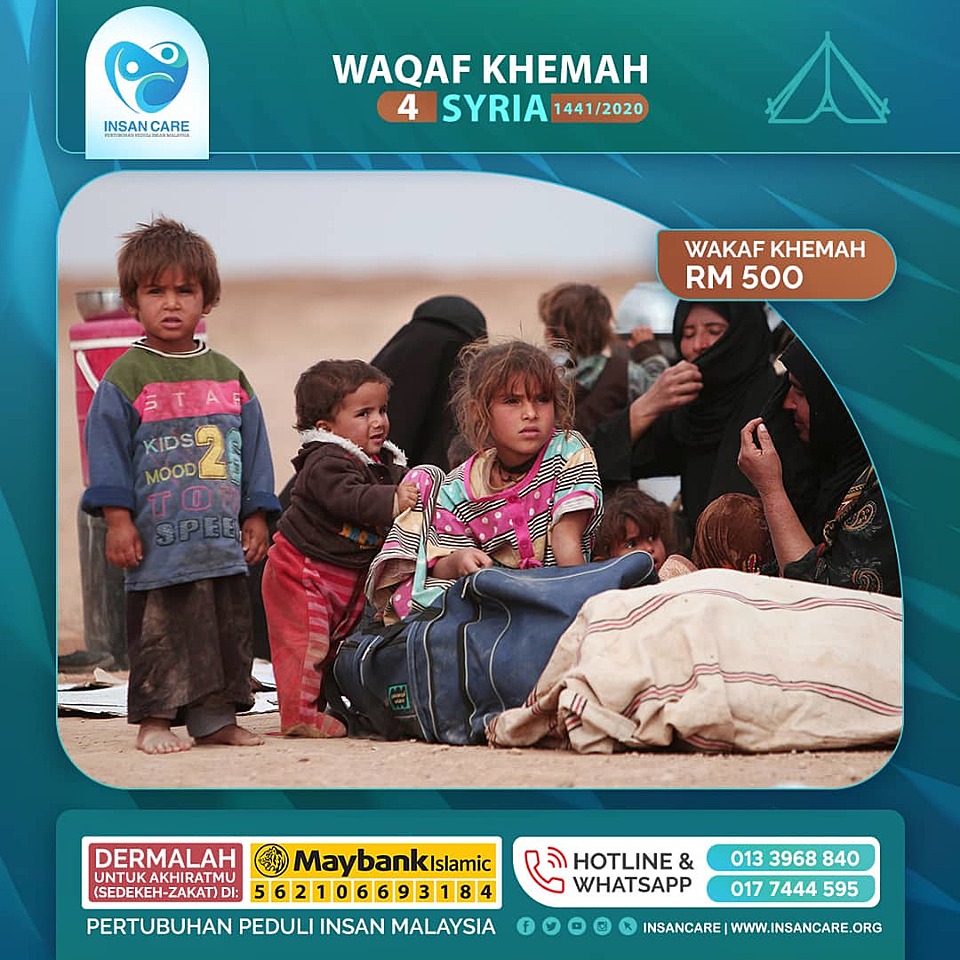 INSAN CARE
PERTUBUHAN PEDULI INSAN MALAYSIA
WAQAF KHEMAH
4 SYRIA 1441/2020
WAKAF KHEMAH
RM 500
STAR
KIDS 2
MOOD
TOY
SPEE
DERMALAH
UNTUK AKHIRATMU
(SEDEKEH-ZAKAT) DI:
Maybank Islamic
562106693184
PERTUBUHAN PEDULI INSAN MALAYSIA
HOTLINE &
WHATSAPP
013 3968 840
017 7444 595
INSANCARE | WWW.INSANCARE.ORG